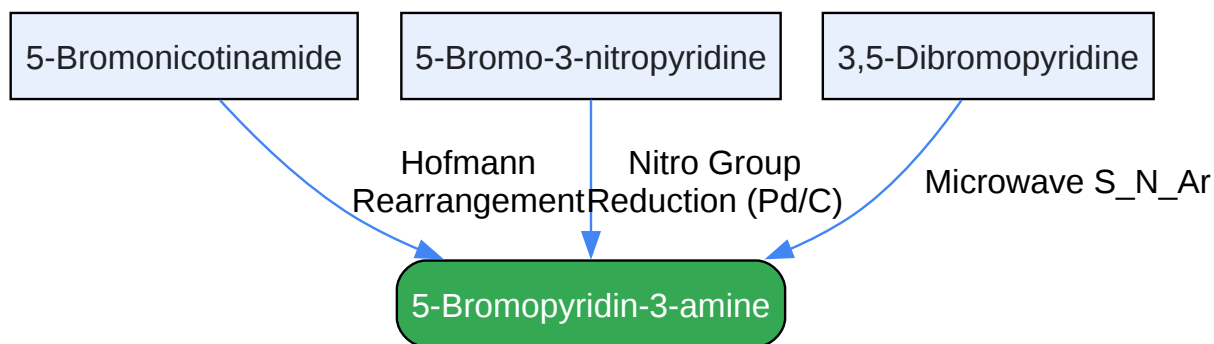 5-Bromonicotinamide
5-Bromo-3-nitropyridine
3,5-Dibromopyridine
Hofmann
Rearrangement
Nitro Group
Reduction (Pd/C)
Microwave S_N_Ar
5-Bromopyridin-3-amine